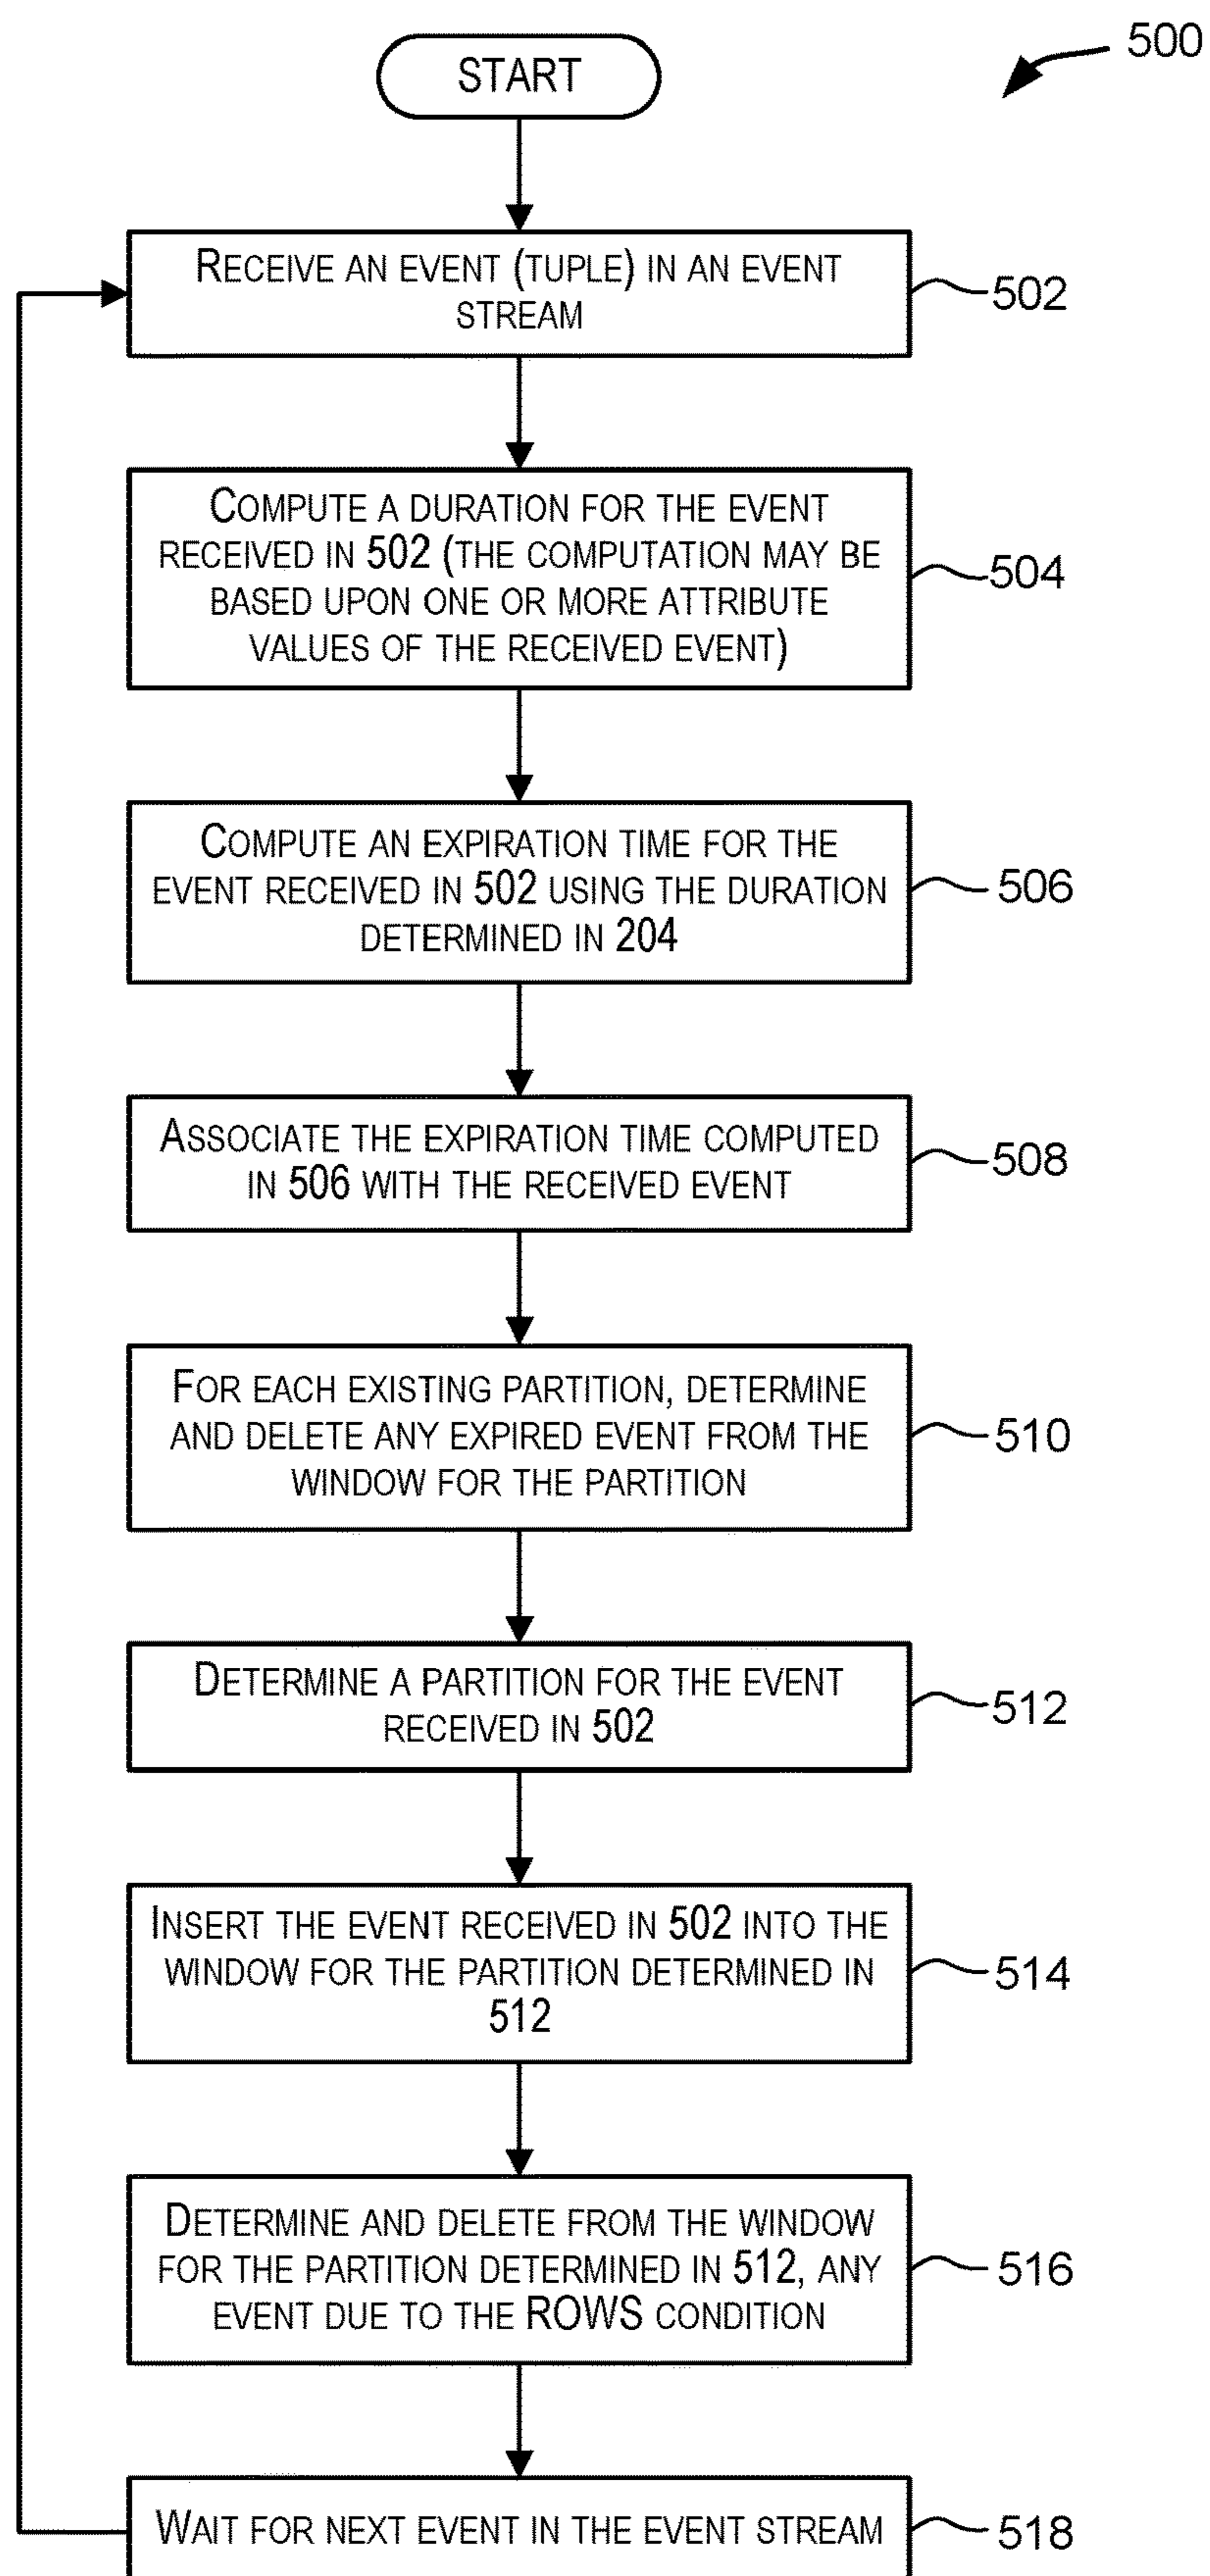 500
START
RECEIVE AN EVENT (TUPLE) IN AN EVENT
STREAM
502
COMPUTE A DURATION FOR THE EVENT
RECEIVED IN 502 (THE COMPUTATION MAY BE
BASED UPON ONE OR MORE ATTRIBUTE
VALUES OF THE RECEIVED EVENT)
504
COMPUTE AN EXPIRATION TIME FOR THE
EVENT RECEIVED IN 502 USING THE DURATION
DETERMINED IN 204
506
ASSOCIATE THE EXPIRATION TIME COMPUTED
IN 506 WITH THE RECEIVED EVENT
508
FOR EACH EXISTING PARTITION, DETERMINE
AND DELETE ANY EXPIRED EVENT FROM THE
WINDOW FOR THE PARTITION
510
DETERMINE A PARTITION FOR THE EVENT
RECEIVED IN 502
512
INSERT THE EVENT RECEIVED IN 502 INTO THE
WINDOW FOR THE PARTITION DETERMINED IN
512
514
DETERMINE AND DELETE FROM THE WINDOW
FOR THE PARTITION DETERMINED IN 512, ANY
EVENT DUE TO THE ROWS CONDITION
516
WAIT FOR NEXT EVENT IN THE EVENT STREAM
518